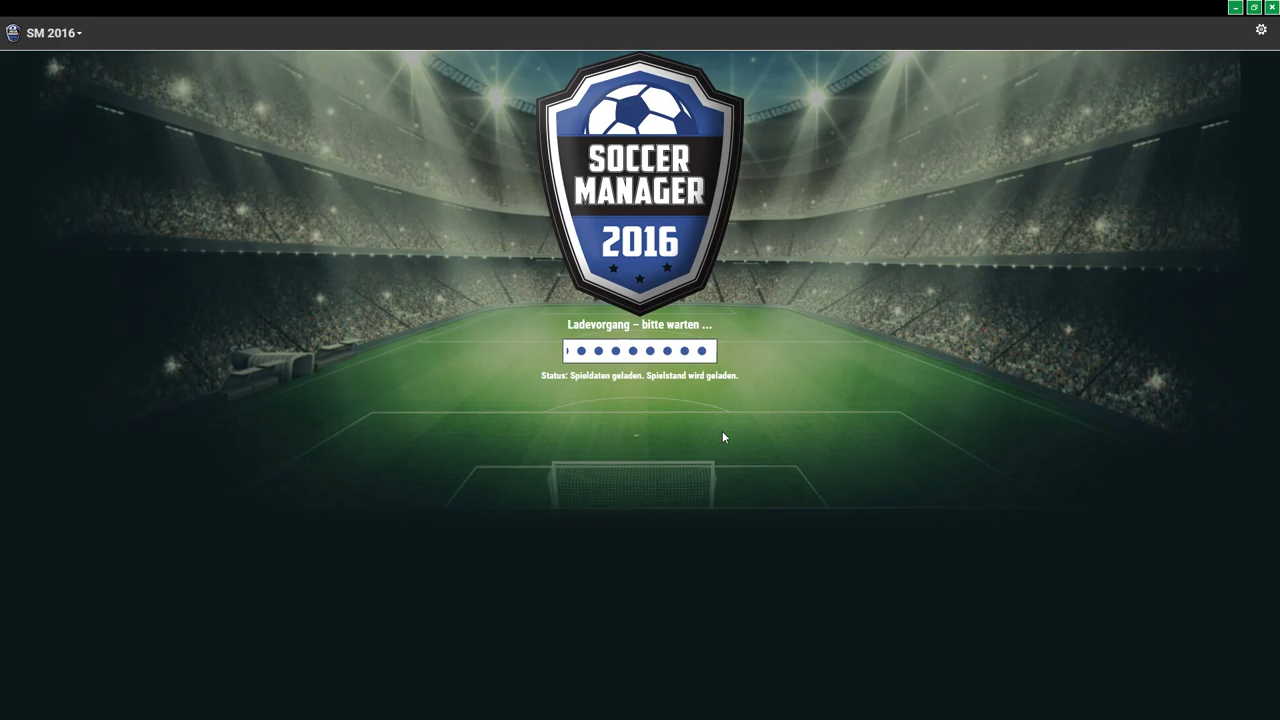 SM 2016
SOCCER
MANAGER
2016
Ladevorgang – bitte warten ...
Status: Spieldaten geladen. Spielstand wird geladen.